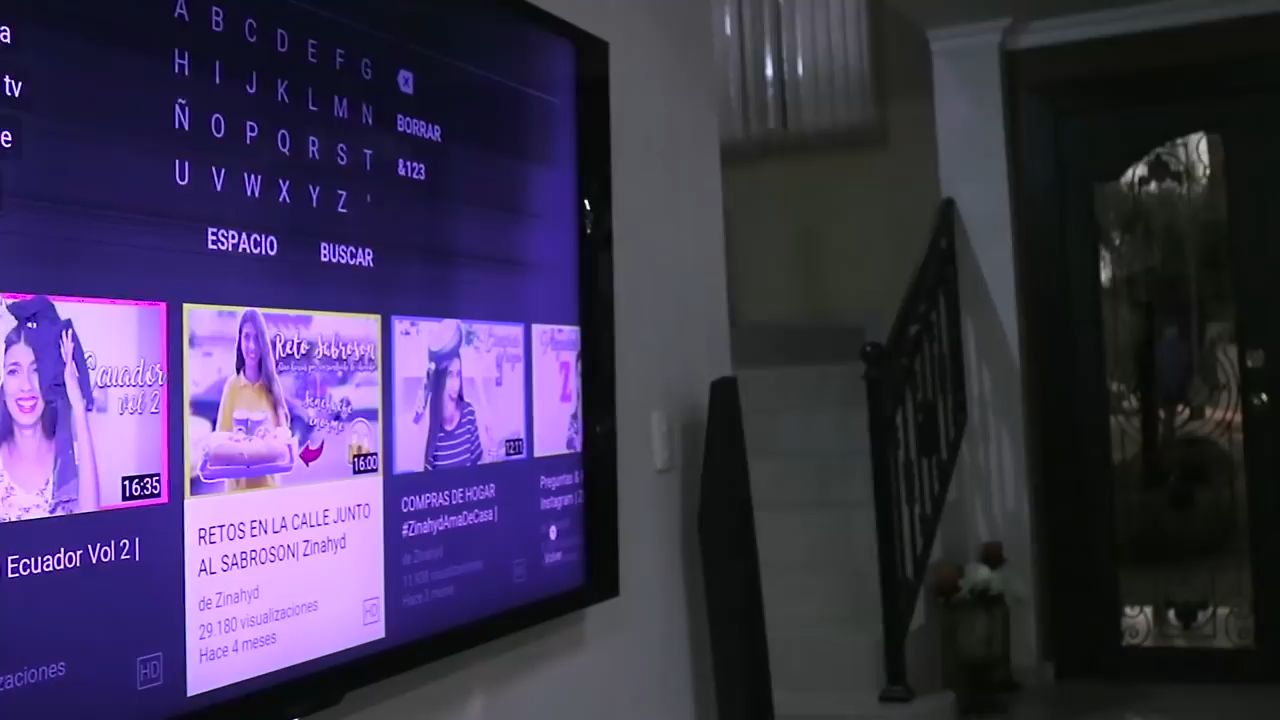 a
tv
e
A B C D E F G
H I J K L M N
Ñ O P Q R S T
U V W X Y Z '
BORRAR
&123
ESPACIO BUSCAR
Ecuador
vol 2
16:35
Ecuador Vol 2 |
zaciones
HD
Reto Sabroson
16:00
RETOS EN LA CALLE JUNTO
AL SABROSON| Zinahyd
de Zinahyd
29.180 visualizaciones
Hace 4 meses
HD
12:11
COMPRAS DE HOGAR
#ZinahydAmaDeCasa |
de Zinahyd
Preguntas &
Instagram | Z
Volver